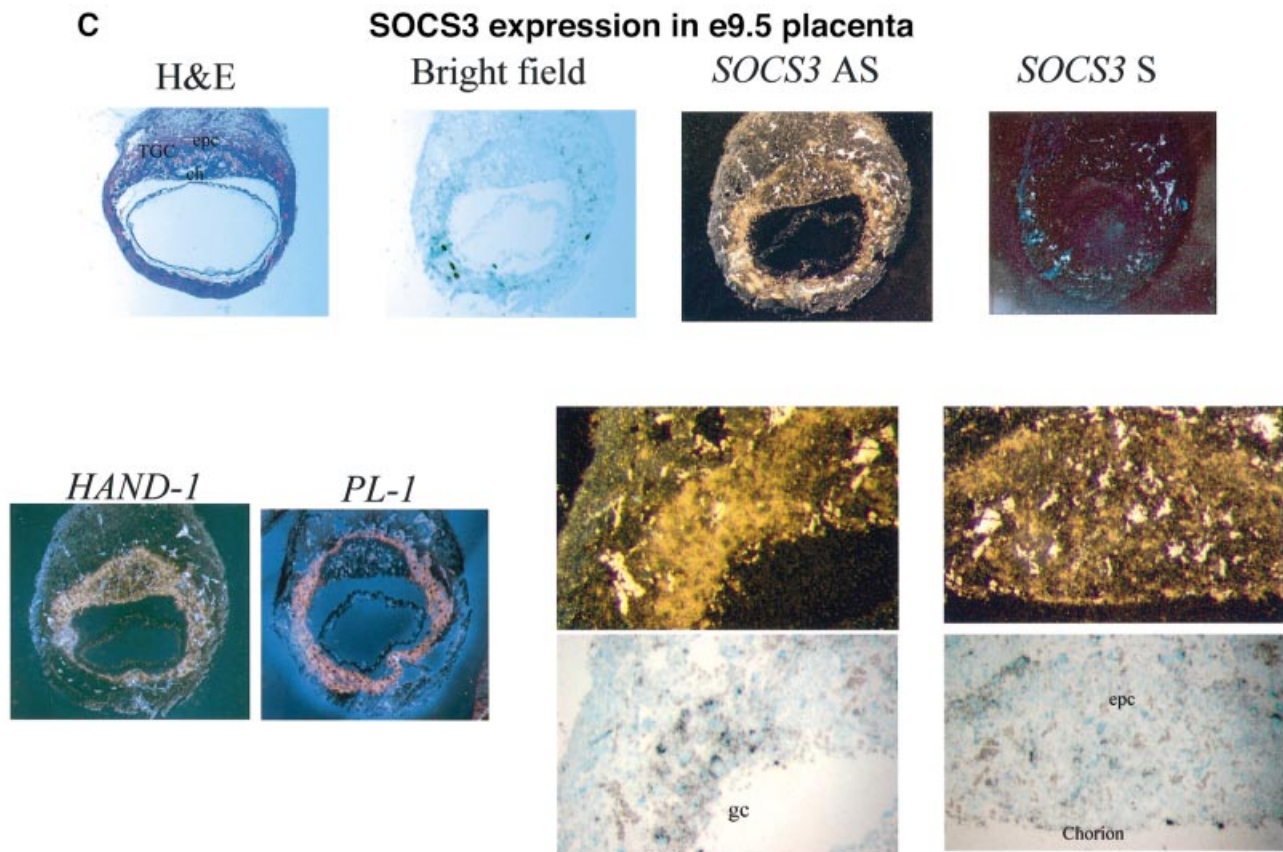 C SOCS3 expression in e9.5 placenta
H&E Bright field SOCS3 AS SOCS3 S
epc
TGC
ch
HAND-1 PL-1
epc
gc
Chorion